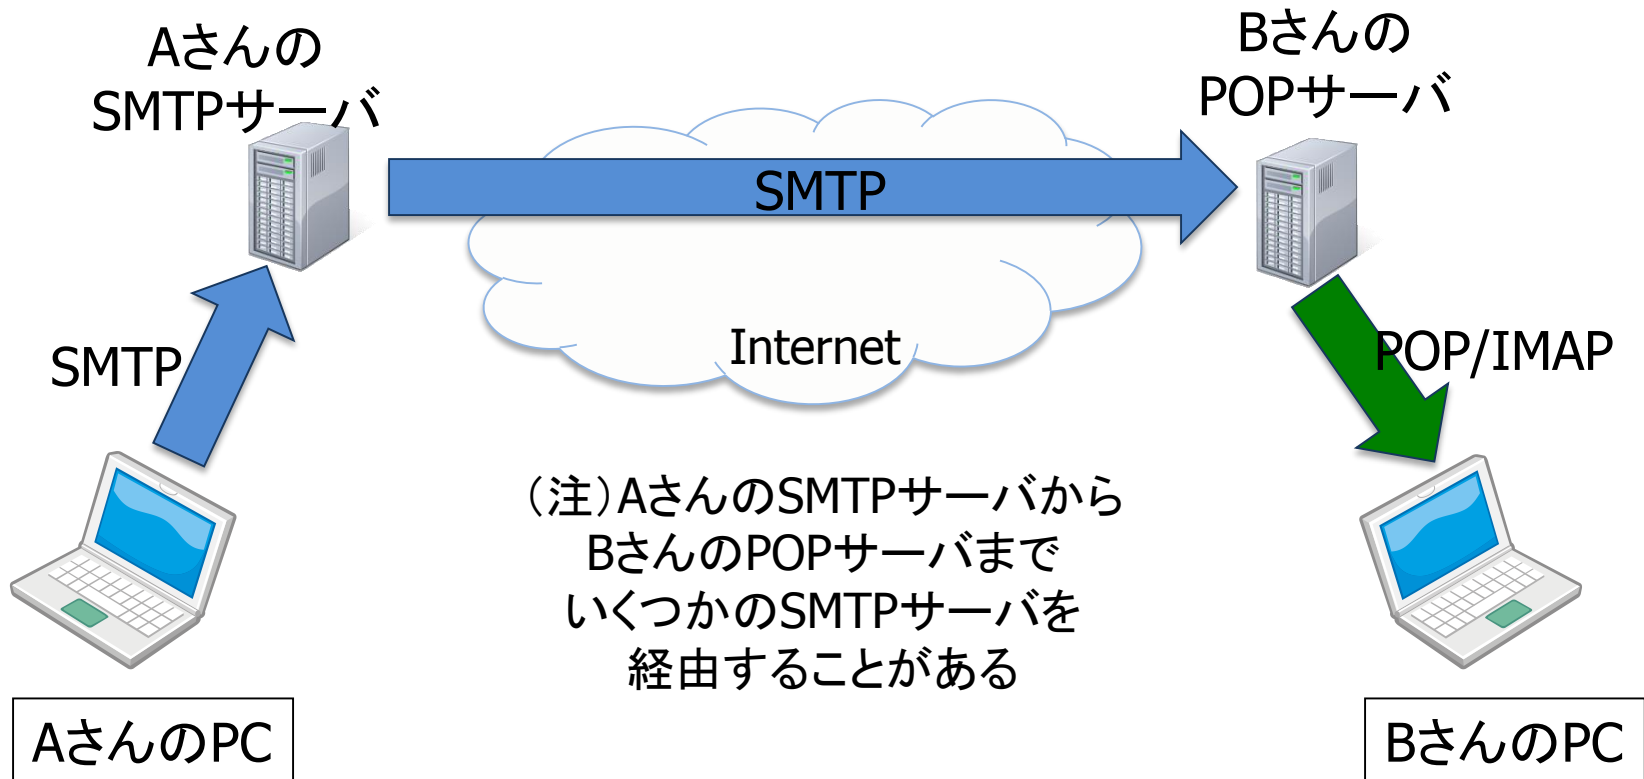 Aさんの
SMTPサーバ
Bさんの
POPサーバ
SMTP
Internet
SMTP
POP/IMAP
（注）AさんのSMTPサーバから
BさんのPOPサーバまで
いくつかのSMTPサーバを
経由することがある
AさんのPC
BさんのPC